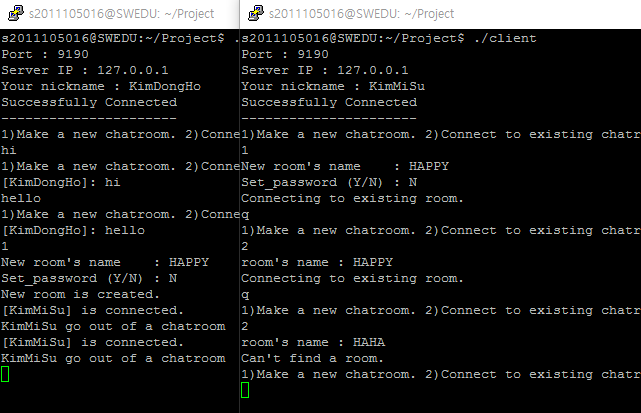 s2011105016@SWEDU: ~/Project
s2011105016@SWEDU:~/Project$ .
Port : 9190
Server IP : 127.0.0.1
Your nickname : KimDongHo
Successfully Connected
----------------------
1)Make a new chatroom. 2)Conne
hi
1)Make a new chatroom. 2)Conne
[KimDongHo]: hi
hello
1)Make a new chatroom. 2)Conne
[KimDongHo]: hello
1
New room's name    : HAPPY
Set_password (Y/N) : N
New room is created.
[KimMiSu] is connected.
KimMiSu go out of a chatroom
[KimMiSu] is connected.
KimMiSu go out of a chatroom
s2011105016@SWEDU: ~/Project
s2011105016@SWEDU:~/Project$ ./client
Port : 9190
Server IP : 127.0.0.1
Your nickname : KimMiSu
Successfully Connected
----------------------
1)Make a new chatroom. 2)Connect to existing chatr
1
New room's name    : HAPPY
Set_password (Y/N) : N
Connecting to existing room.
q
1)Make a new chatroom. 2)Connect to existing chatr
2
room's name : HAPPY
Connecting to existing room.
q
1)Make a new chatroom. 2)Connect to existing chatr
2
room's name : HAHA
Can't find a room.
1)Make a new chatroom. 2)Connect to existing chatr